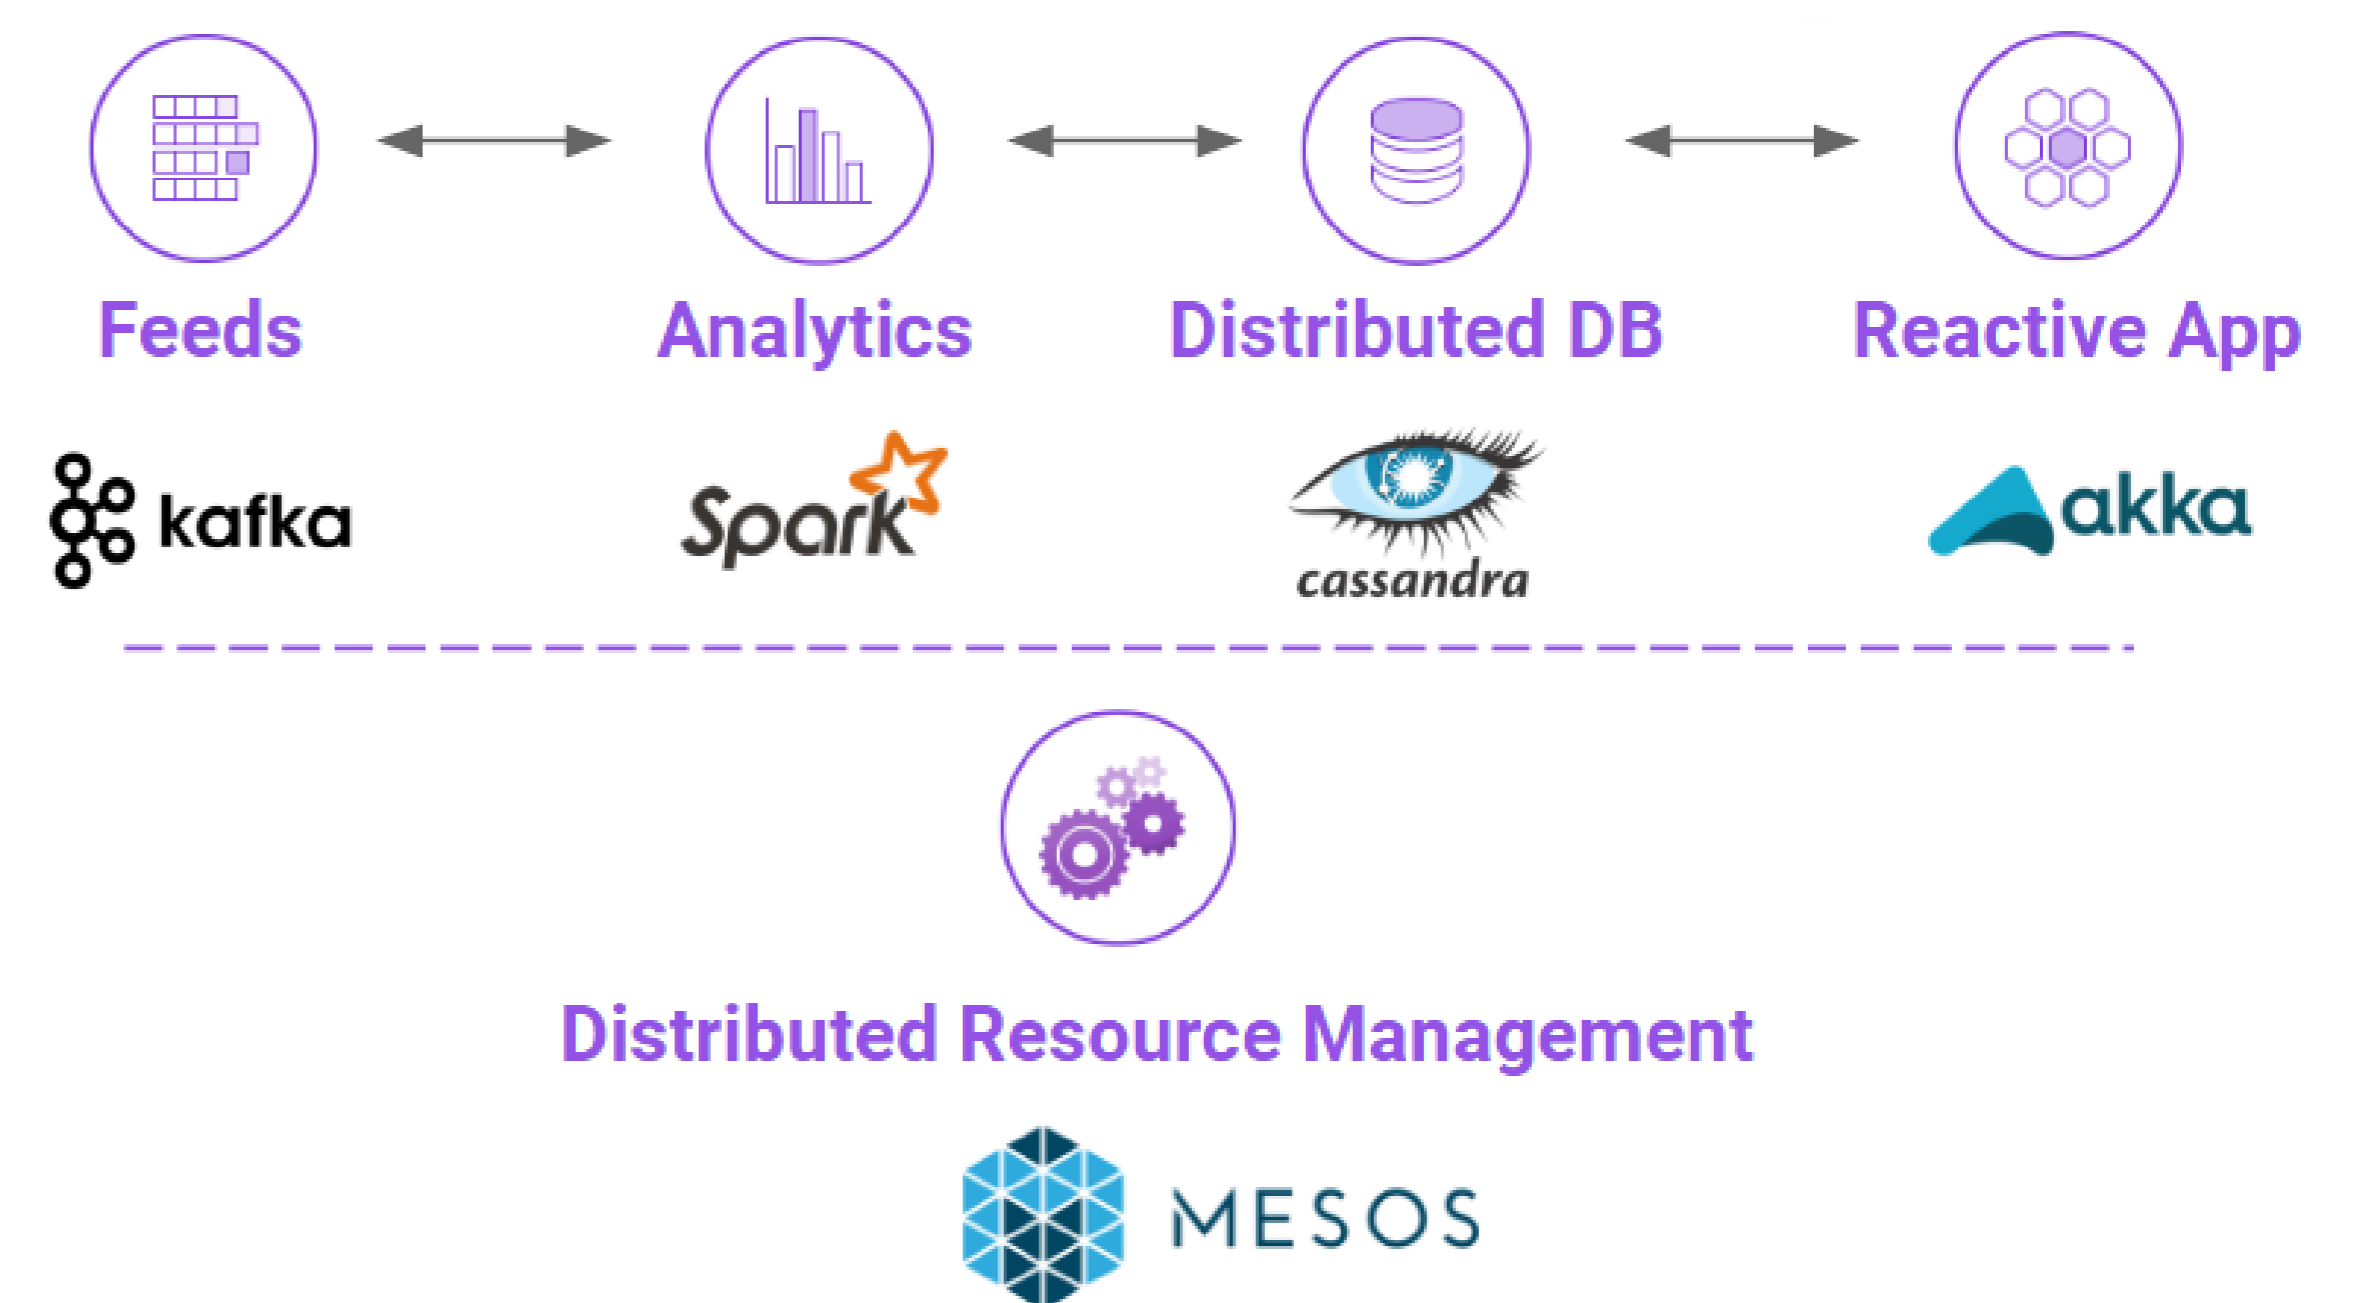 Feeds
Analytics
Distributed DB
Reactive App
kafka
Spark
cassandra
akka
Distributed Resource Management
MESOS